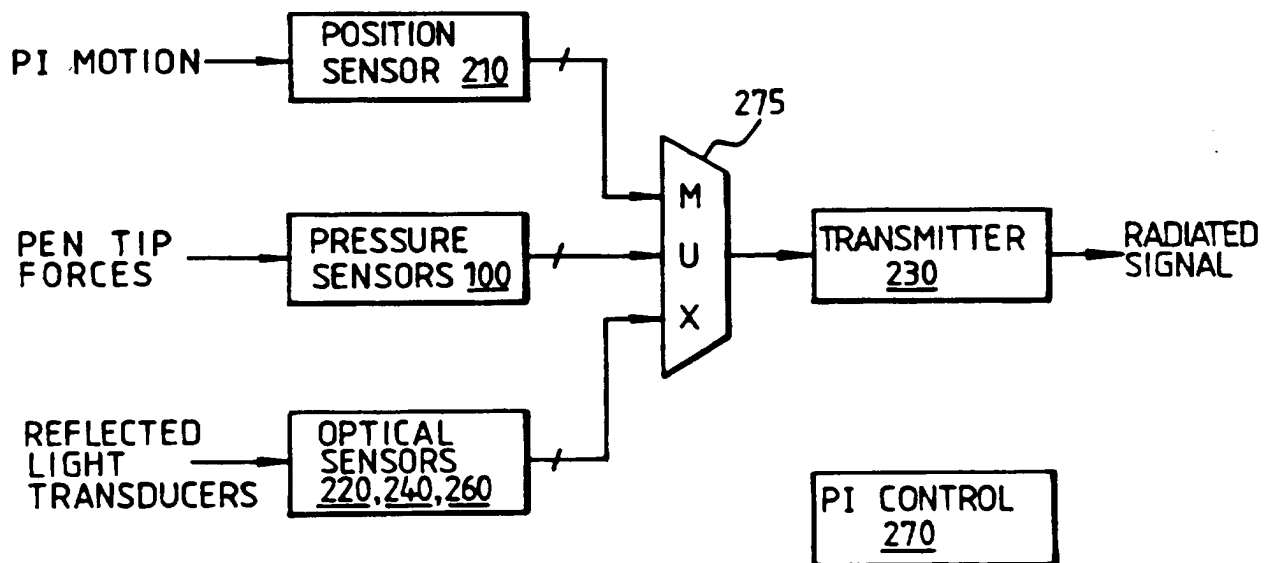 PI MOTION
POSITION
SENSOR 210
275
PEN TIP
FORCES
PRESSURE
SENSORS 100
M
U
X
TRANSMITTER
230
RADIATED
SIGNAL
REFLECTED
LIGHT
TRANSDUCERS
OPTICAL
SENSORS
220, 240, 260
PI CONTROL
270